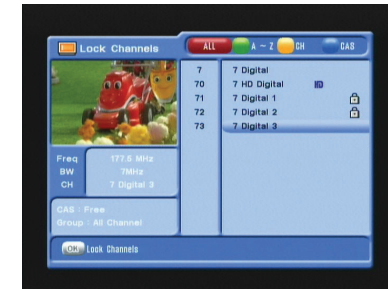 Lock Channels
ALL A ~ Z CH CAS
7 7 Digital
70 7 HD Digital HD
71 7 Digital 1
72 7 Digital 2
73 7 Digital 3
Freq 177.5 MHz
BW 7MHz
CH 7 Digital 3
CAS : Free
Group : All Channel
OK Lock Channels